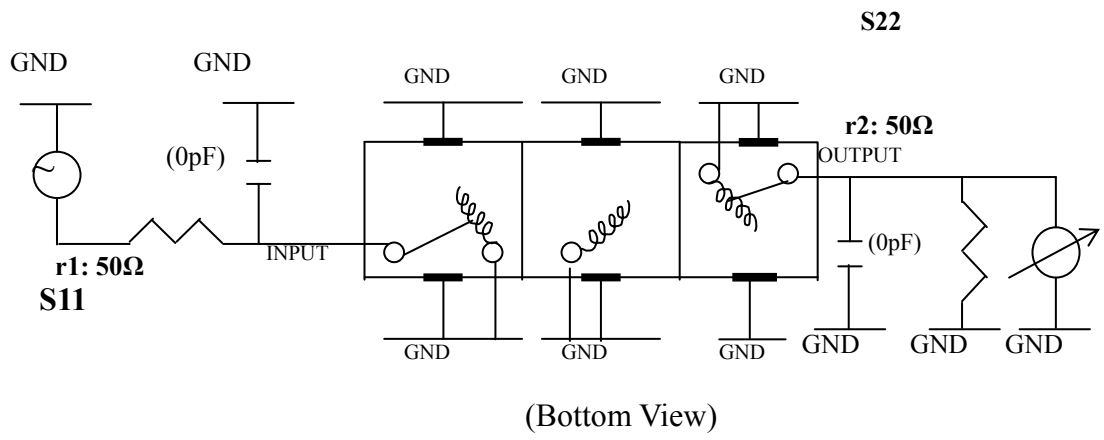 S22
GND
GND
GND
GND
GND
r2: 50Ω
(0pF)
OUTPUT
INPUT
(0pF)
r1: 50Ω
S11
GND
GND
GND
GND
GND
GND
(Bottom View)